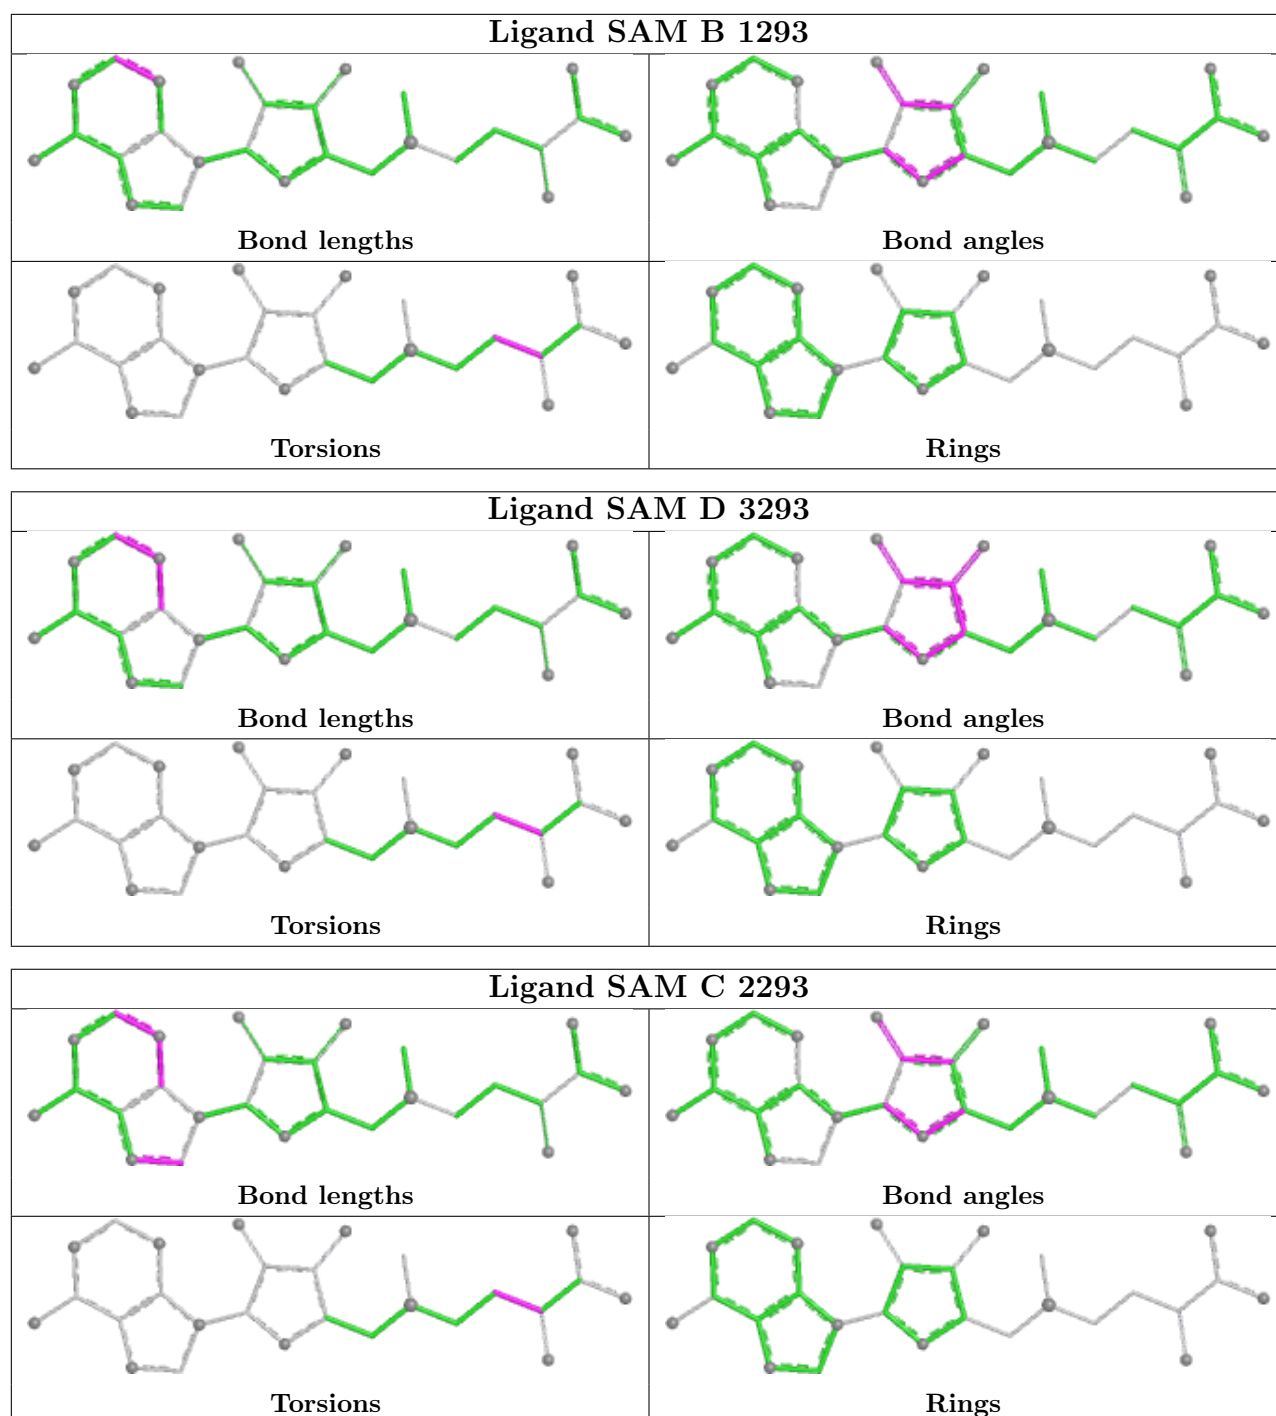 Ligand SAM B 1293
Bond lengths
Bond angles
Torsions
Rings
Ligand SAM D 3293
Bond lengths
Bond angles
Torsions
Rings
Ligand SAM C 2293
Bond lengths
Bond angles
Torsions
Rings